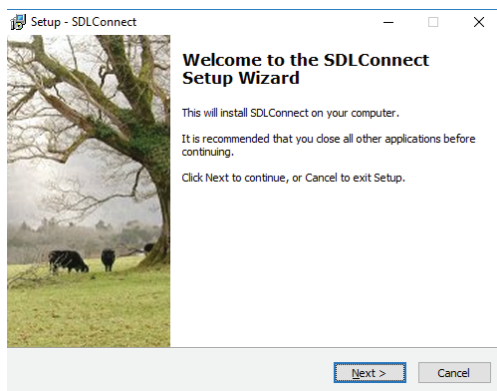 Setup - SDLConnect
Welcome to the SDLConnect
Setup Wizard
This will install SDLConnect on your computer.
It is recommended that you close all other applications before
continuing.
Click Next to continue, or Cancel to exit Setup.
Next >
Cancel